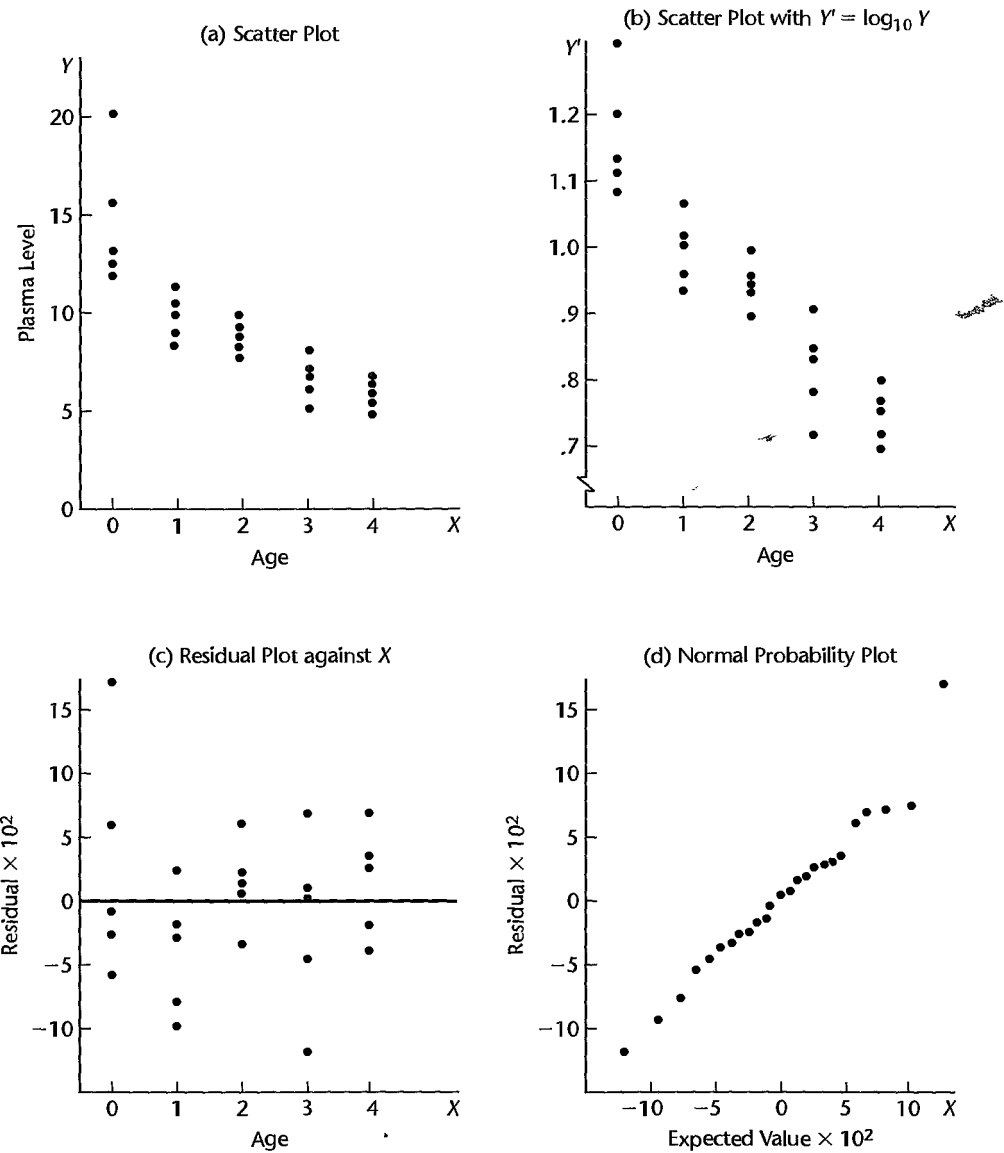 (a) Scatter Plot
Y
20
15
10
5
0
Plasma Level
0 1 2 3 4 X
Age
(b) Scatter Plot with Y' = log₁₀ Y
Y'
1.2
1.1
1.0
.9
.8
.7
0 1 2 3 4 X
Age
(c) Residual Plot against X
15
10
5
0
−5
−10
Residual × 10²
0 1 2 3 4 X
Age
(d) Normal Probability Plot
15
10
5
0
−5
−10
Residual × 10²
−10 −5 0 5 10 X
Expected Value × 10²